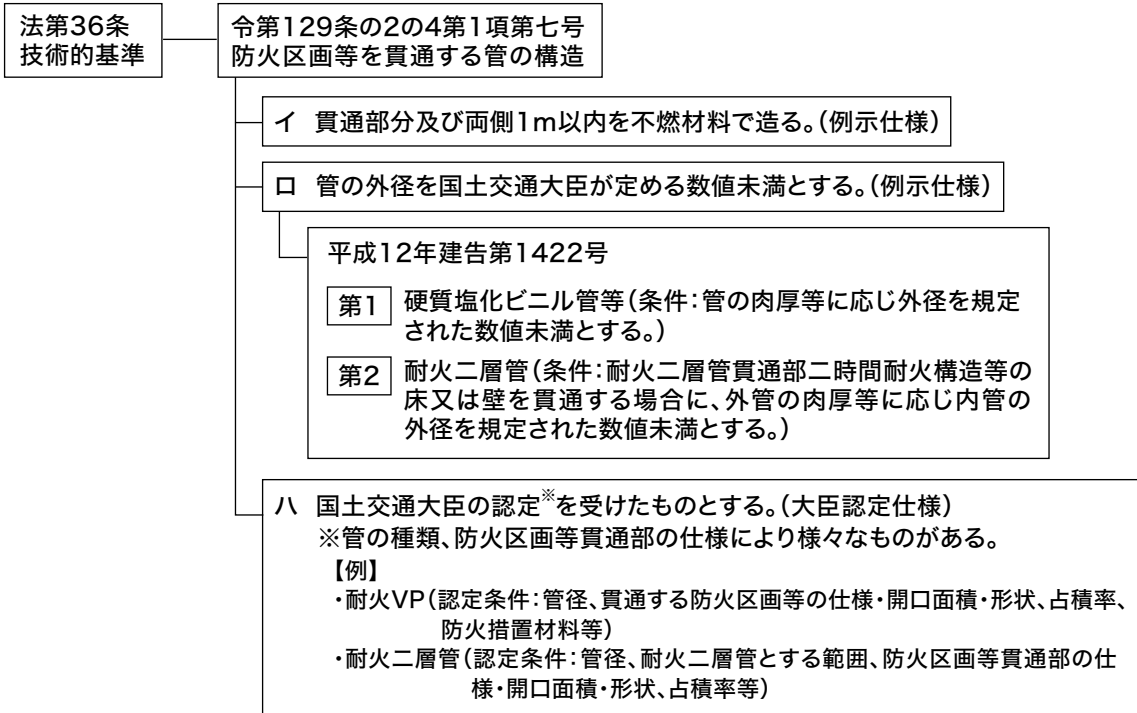 法第36条
技術的基準
令第129条の2の4第1項第七号
防火区画等を貫通する管の構造
イ 貫通部分及び両側1m以内を不燃材料で造る。(例示仕様)
ロ 管の外径を国土交通大臣が定める数値未満とする。(例示仕様)
平成12年建告第1422号
第1 硬質塩化ビニル管等(条件:管の肉厚等に応じ外径を規定
された数値未満とする。)
第2 耐火二層管(条件:耐火二層管貫通部二時間耐火構造等の
床又は壁を貫通する場合に、外管の肉厚等に応じ内管の
外径を規定された数値未満とする。)
ハ 国土交通大臣の認定※を受けたものとする。(大臣認定仕様)
※管の種類、防火区画等貫通部の仕様により様々なものがある。
【例】
・耐火VP(認定条件:管径、貫通する防火区画等の仕様・開口面積・形状、占積率、
防火措置材料等)
・耐火二層管(認定条件:管径、耐火二層管とする範囲、防火区画等貫通部の仕
様・開口面積・形状、占積率等)